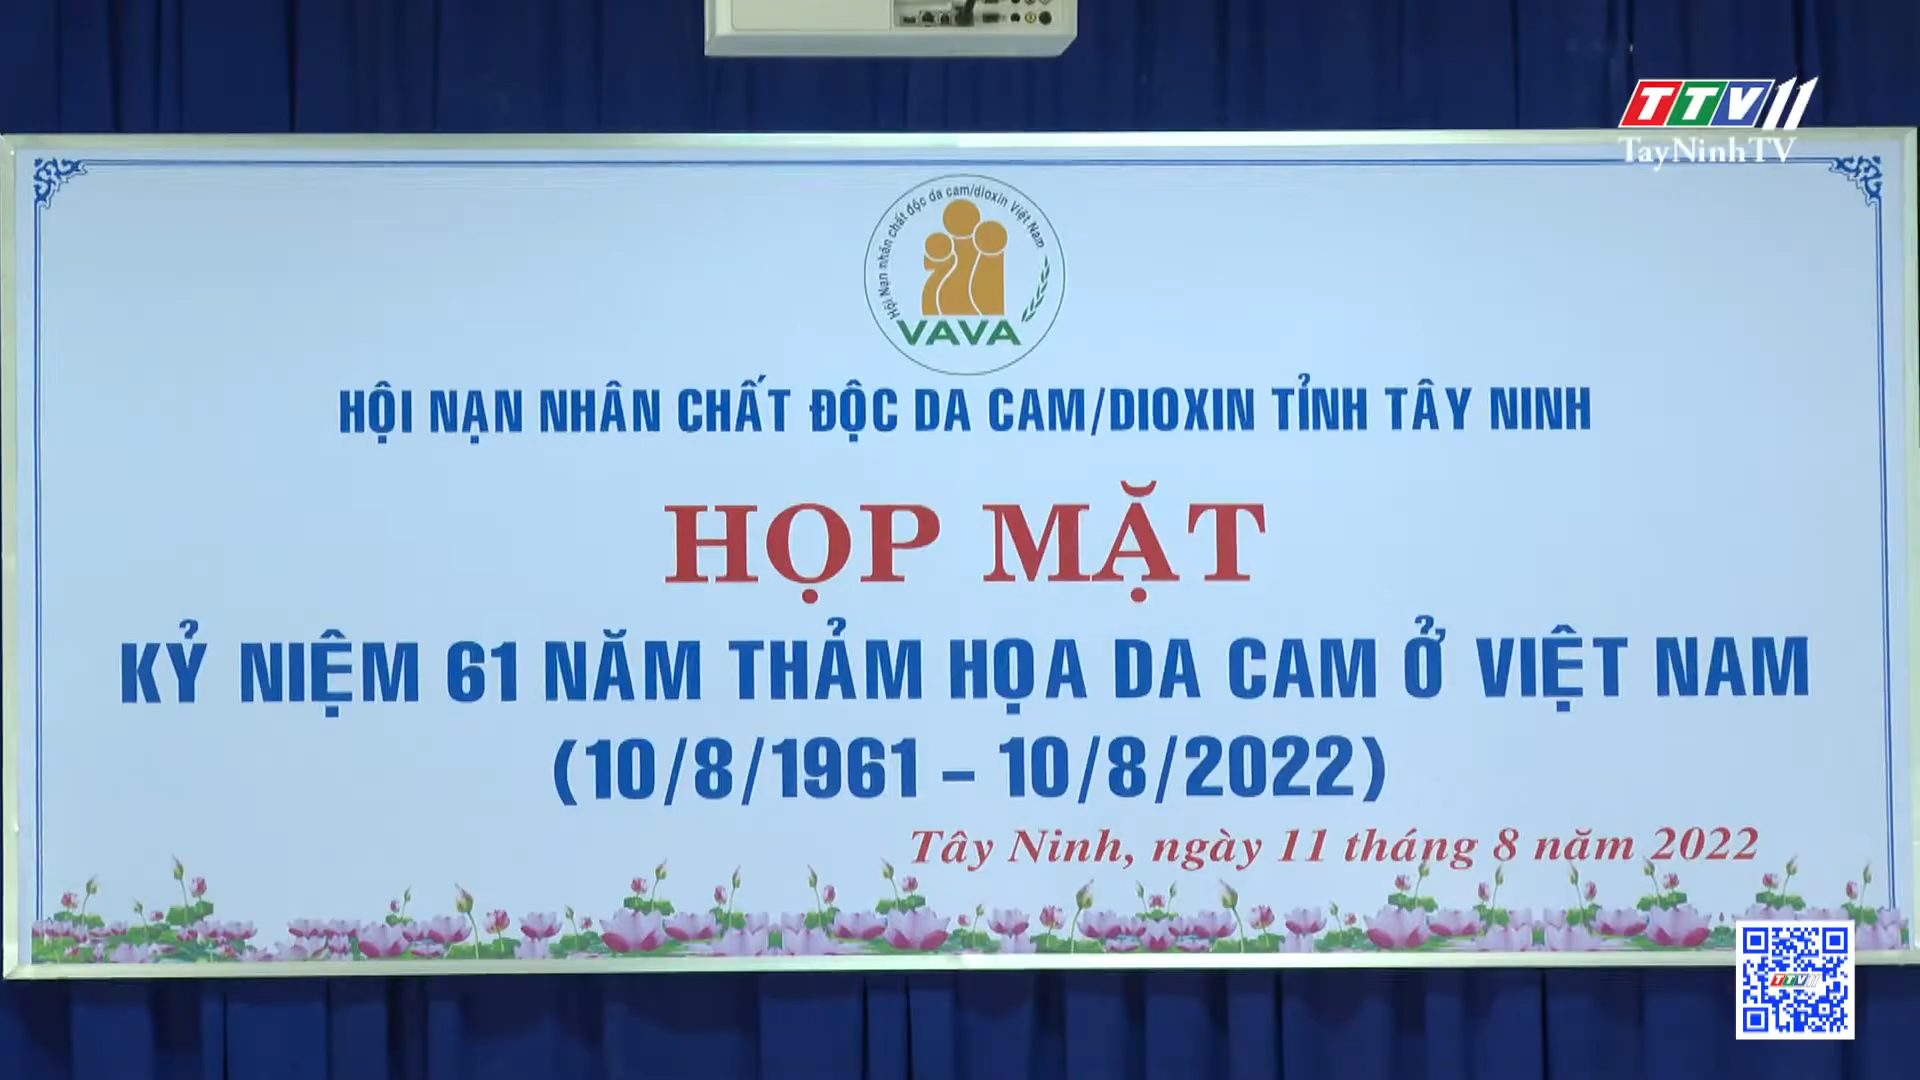 TTV11
TayNinhTV
Hội Nạn nhân chất độc da cam/dioxin Việt Nam
VAVA
HỘI NẠN NHÂN CHẤT ĐỘC DA CAM/DIOXIN TỈNH TÂY NINH
HỌP MẶT
KỶ NIỆM 61 NĂM THẢM HỌA DA CAM Ở VIỆT NAM
(10/8/1961 – 10/8/2022)
Tây Ninh, ngày 11 tháng 8 năm 2022
TTV11